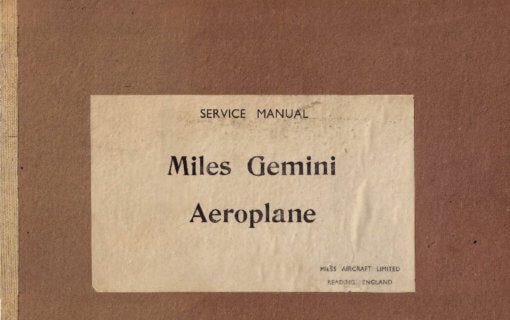 SERVICE MANUAL
Miles Gemini
Aeroplane
MILES AIRCRAFT LIMITED
READING, ENGLAND